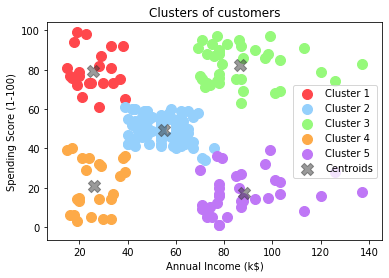 Clusters of customers
Spending Score (1-100)
100
80
60
40
20
0
Cluster 1
Cluster 2
Cluster 3
Cluster 4
Cluster 5
Centroids
20 40 60 80 100 120 140
Annual Income (k$)